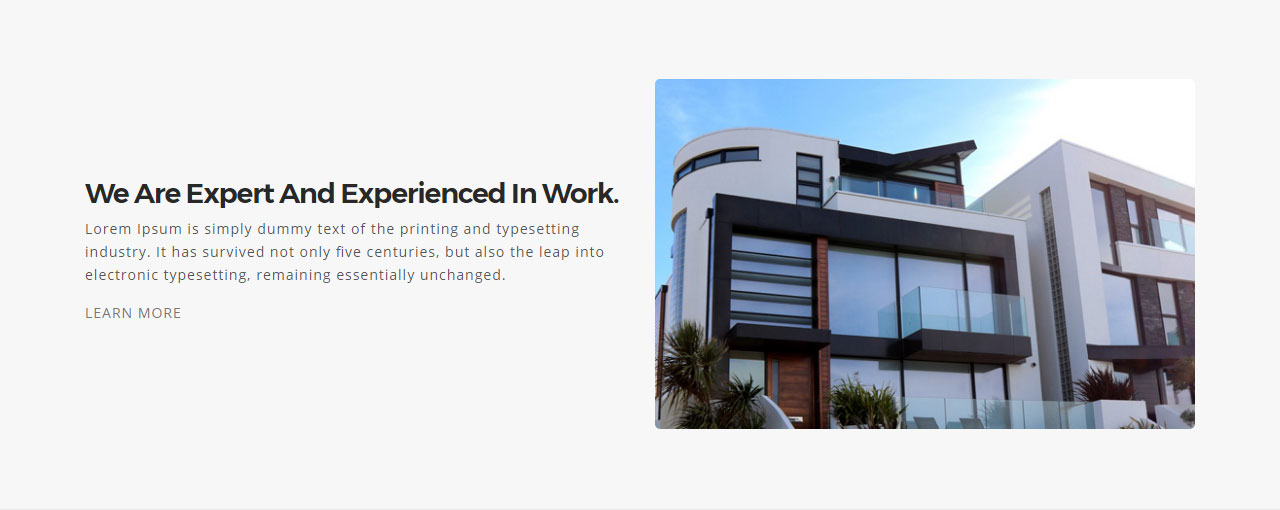 We Are Expert And Experienced In Work.
Lorem Ipsum is simply dummy text of the printing and typesetting
industry. It has survived not only five centuries, but also the leap into
electronic typesetting, remaining essentially unchanged.
LEARN MORE